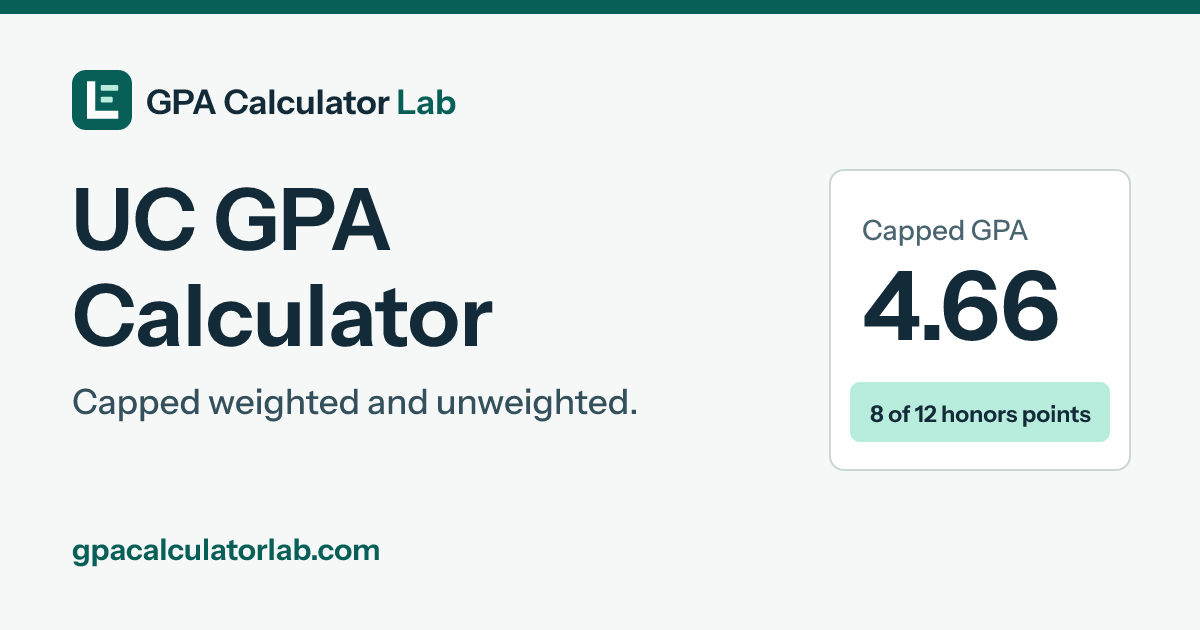 GPA Calculator Lab
UC GPA
Calculator
Capped weighted and unweighted.
Capped GPA
4.66
8 of 12 honors points
gpacalculatorlab.com